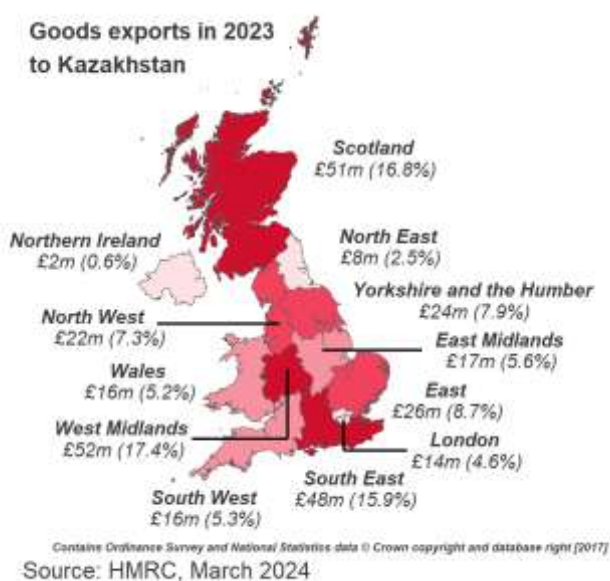 Goods exports in 2023
to Kazakhstan
Scotland
£51m (16.8%)
Northern Ireland
£2m (0.6%)
North East
£8m (2.5%)
Yorkshire and the Humber
£24m (7.9%)
North West
£22m (7.3%)
East Midlands
£17m (5.6%)
Wales
£16m (5.2%)
East
£26m (8.7%)
West Midlands
£52m (17.4%)
London
£14m (4.6%)
South East
£48m (15.9%)
South West
£16m (5.3%)
Contains Ordinance Survey and National Statistics data © Crown copyright and database right [2017]
Source: HMRC, March 2024